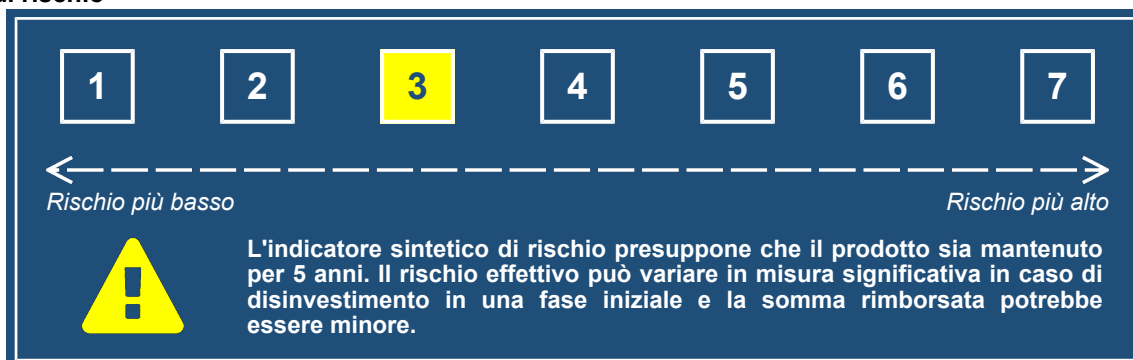 di rischio
1 2 3 4 5 6 7
Rischio più basso Rischio più alto
L'indicatore sintetico di rischio presuppone che il prodotto sia mantenuto
per 5 anni. Il rischio effettivo può variare in misura significativa in caso di
disinvestimento in una fase iniziale e la somma rimborsata potrebbe
essere minore.